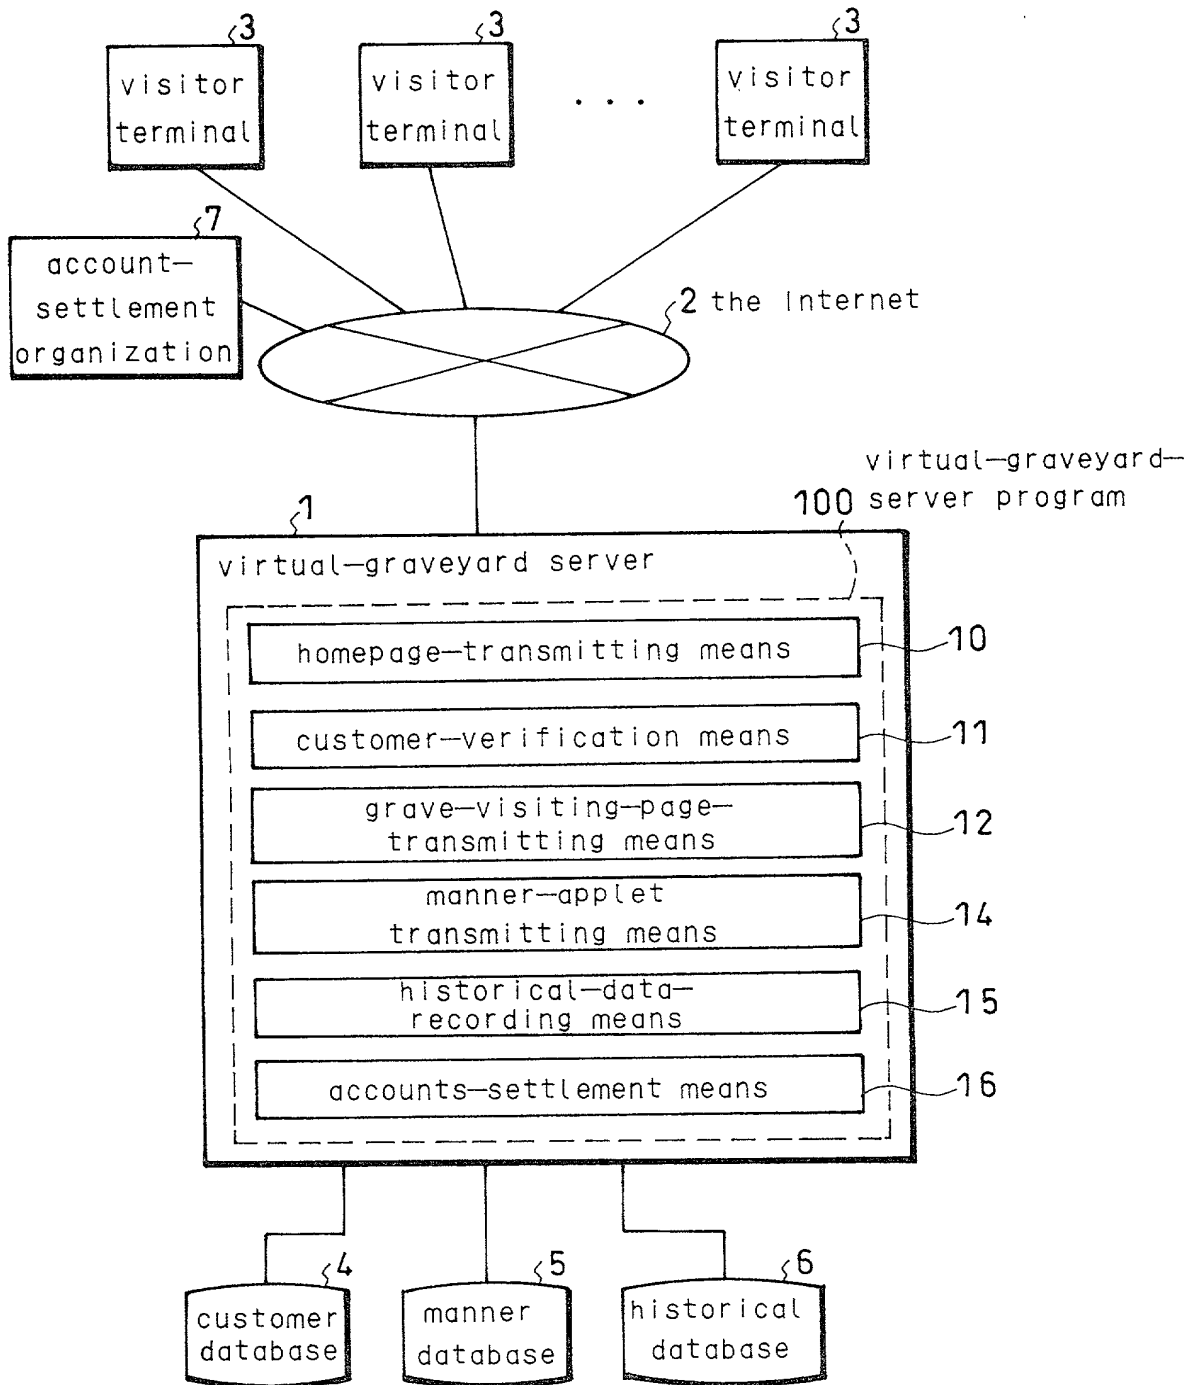 3
3
3
visitor
terminal
visitor
terminal
. . .
visitor
terminal
7
account—
settlement
organization
2 the Internet
virtual—graveyard—
server program
100
1
virtual—graveyard server
homepage—transmitting means
10
customer—verification means
11
grave—visiting—page—
transmitting means
12
manner—applet
transmitting means
14
historical—data—
recording means
15
accounts—settlement means
16
4
customer
database
5
manner
database
6
historical
database